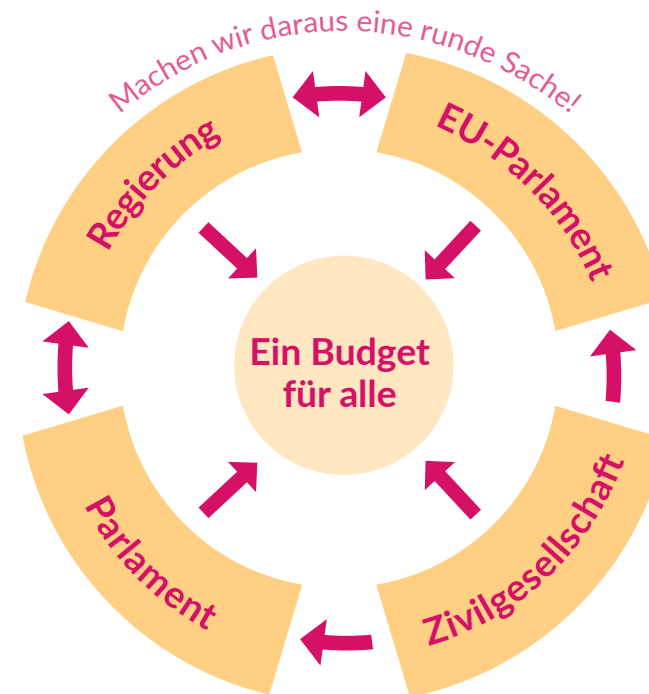 Machen wir daraus eine runde Sache!
Regierung
EU-Parlament
Ein Budget
für alle
Parlament
Zivilgesellschaft